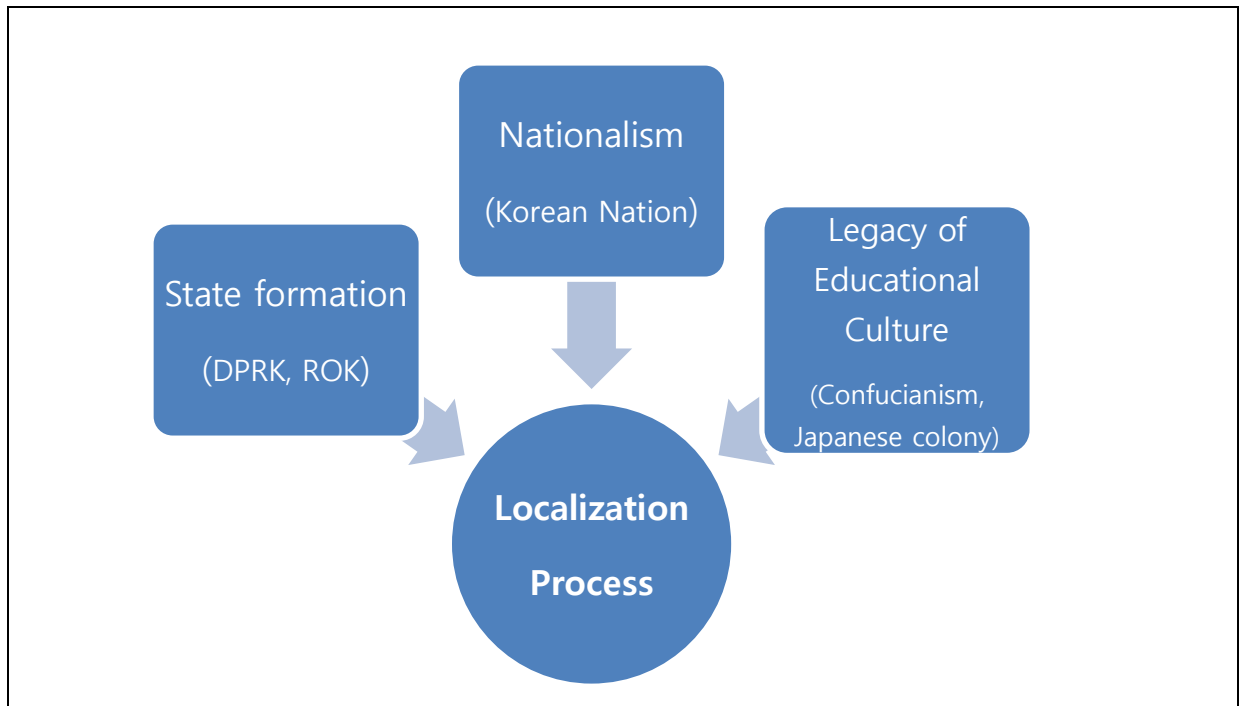 Nationalism
(Korean Nation)
State formation
(DPRK, ROK)
Legacy of
Educational
Culture
(Confucianism,
Japanese colony)
Localization
Process